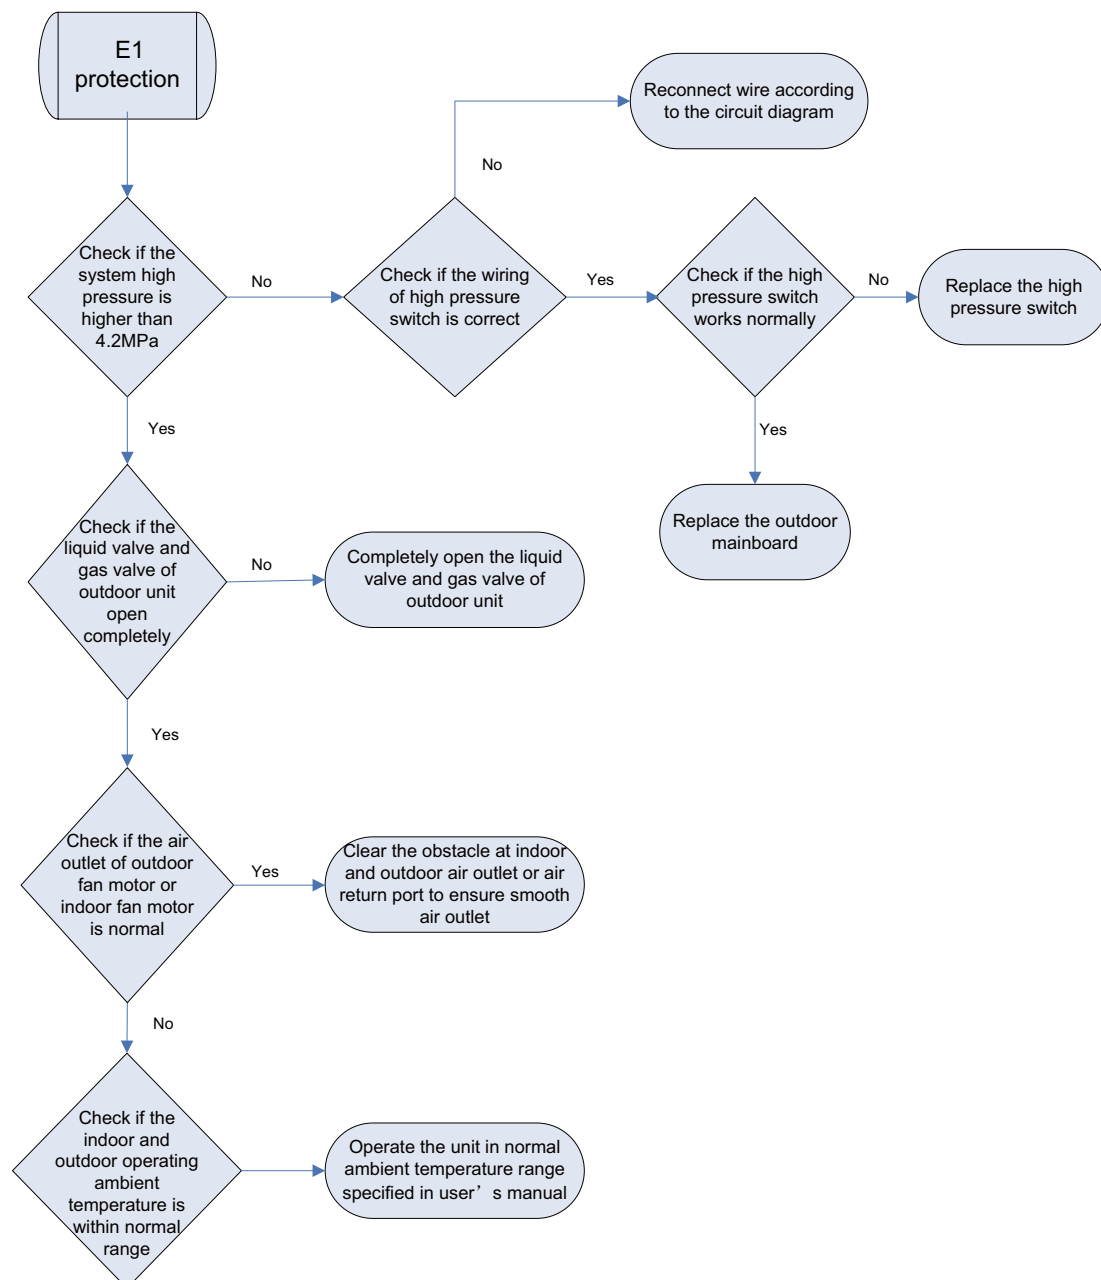 E1
protection
Reconnect wire according
to the circuit diagram
No
Check if the
system high
pressure is
higher than
4.2MPa
No
Check if the wiring
of high pressure
switch is correct
Yes
Check if the high
pressure switch
works normally
No
Replace the high
pressure switch
Yes
Yes
Replace the outdoor
mainboard
Check if the
liquid valve and
gas valve of
outdoor unit
open
completely
No
Completely open the liquid
valve and gas valve of
outdoor unit
Yes
Check if the air
outlet of outdoor
fan motor or
indoor fan motor
is normal
Yes
Clear the obstacle at indoor
and outdoor air outlet or air
return port to ensure smooth
air outlet
No
Check if the
indoor and
outdoor operating
ambient
temperature is
within normal
range
Operate the unit in normal
ambient temperature range
specified in user’ s manual